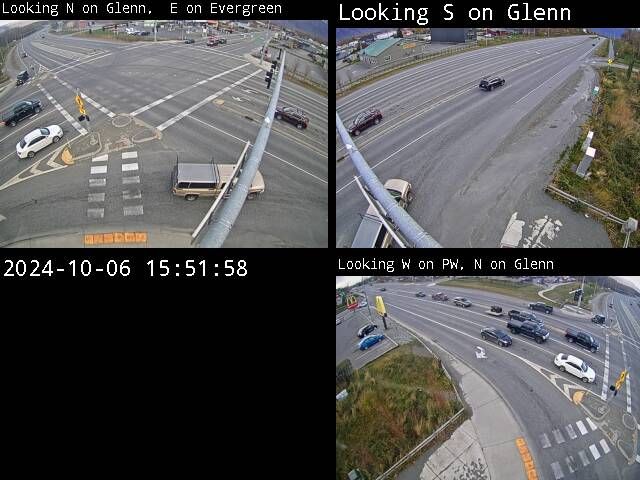 Looking N on Glenn, E on Evergreen
Looking S on Glenn
2024-10-06 15:51:58
Looking W on PW, N on Glenn